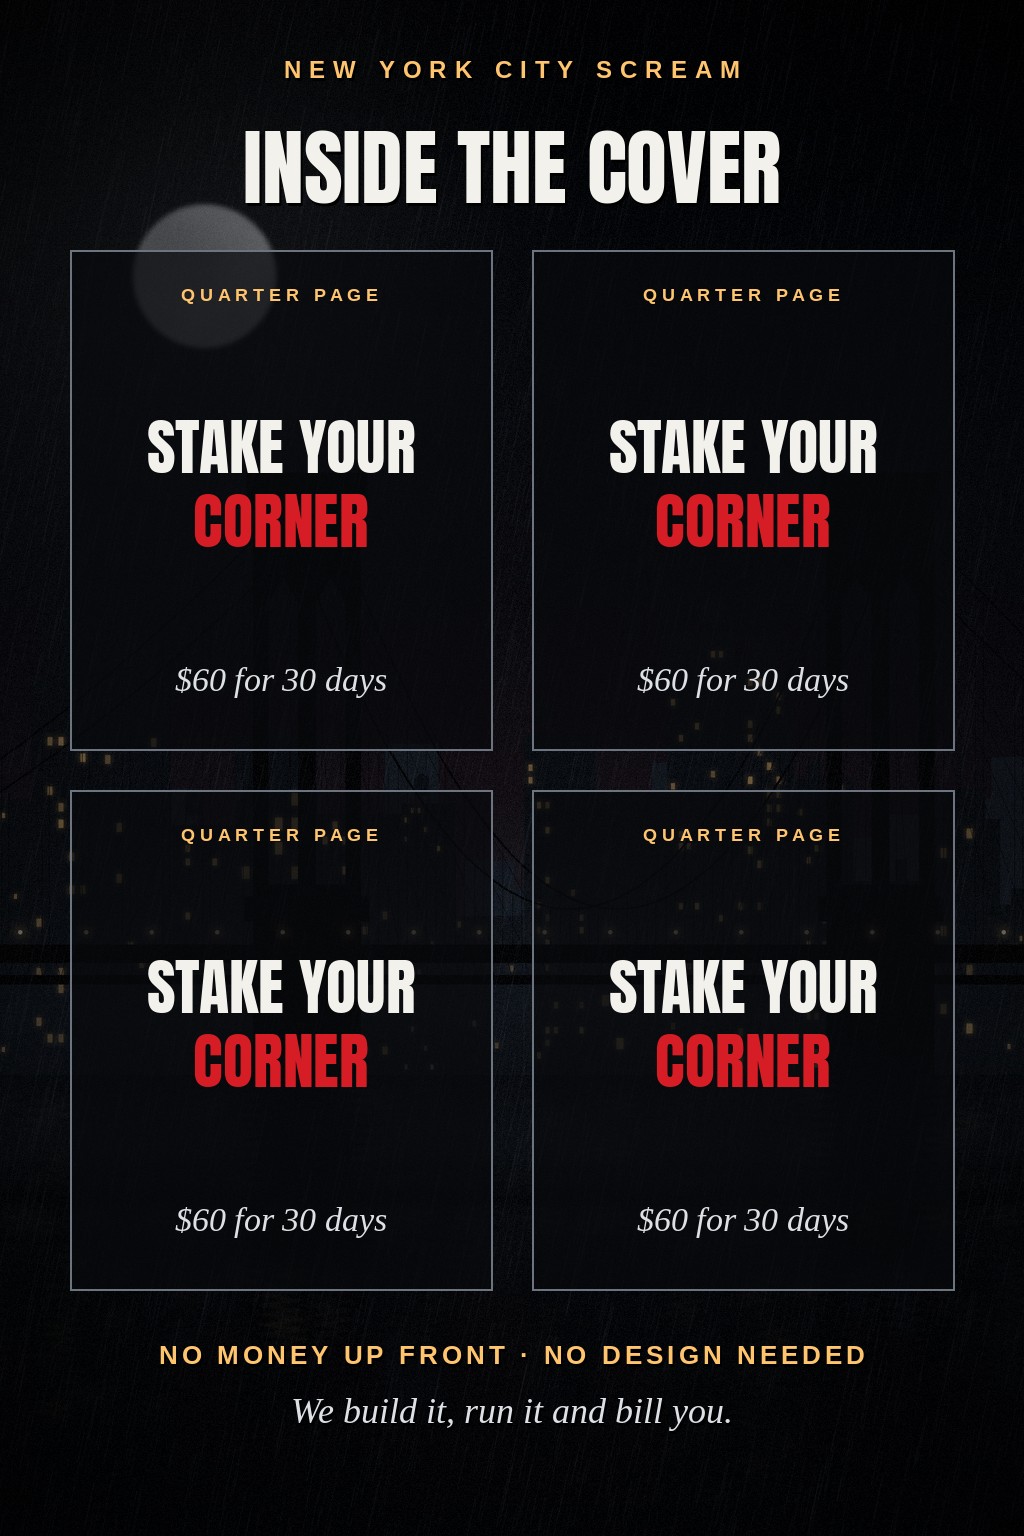 NEW YORK CITY SCREAM
INSIDE THE COVER
QUARTER PAGE
STAKE YOUR
CORNER
$60 for 30 days
QUARTER PAGE
STAKE YOUR
CORNER
$60 for 30 days
QUARTER PAGE
STAKE YOUR
CORNER
$60 for 30 days
QUARTER PAGE
STAKE YOUR
CORNER
$60 for 30 days
NO MONEY UP FRONT · NO DESIGN NEEDED
We build it, run it and bill you.